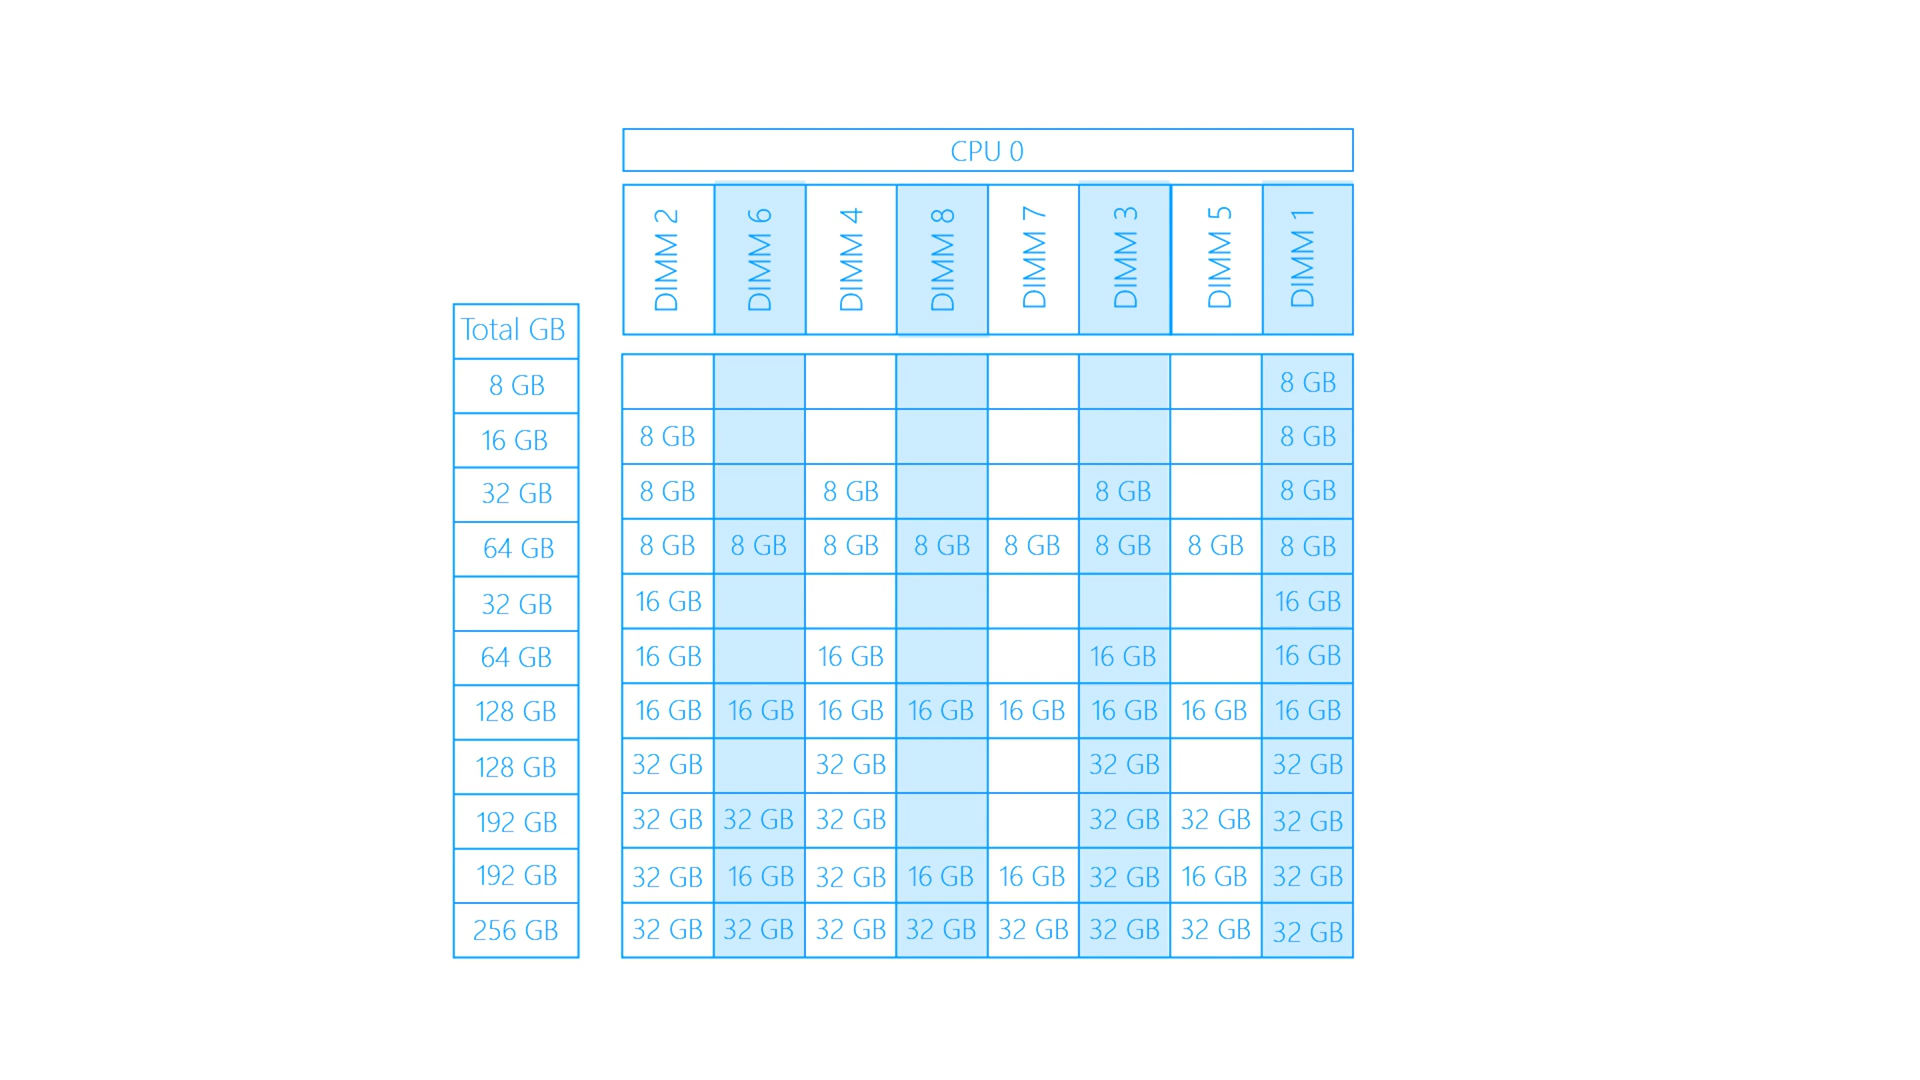 CPU 0
DIMM 2 DIMM 6 DIMM 4 DIMM 8 DIMM 7 DIMM 3 DIMM 5 DIMM 1
Total GB
8 GB 8 GB
16 GB 8 GB 8 GB
32 GB 8 GB 8 GB 8 GB 8 GB
64 GB 8 GB 8 GB 8 GB 8 GB 8 GB 8 GB 8 GB 8 GB
32 GB 16 GB 16 GB
64 GB 16 GB 16 GB 16 GB 16 GB
128 GB 16 GB 16 GB 16 GB 16 GB 16 GB 16 GB 16 GB 16 GB
128 GB 32 GB 32 GB 32 GB 32 GB
192 GB 32 GB 32 GB 32 GB 32 GB 32 GB 32 GB
192 GB 32 GB 16 GB 32 GB 16 GB 16 GB 32 GB 16 GB 32 GB
256 GB 32 GB 32 GB 32 GB 32 GB 32 GB 32 GB 32 GB 32 GB